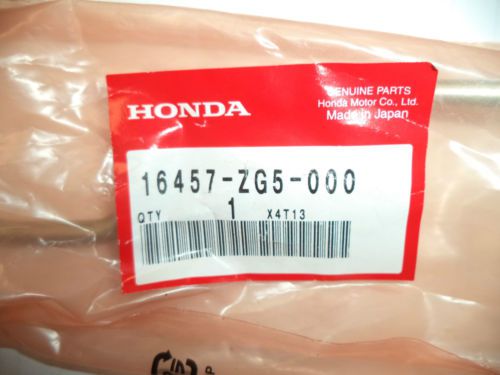 HONDA
GENUINE PARTS
Honda Motor Co., Ltd.
Made in Japan
16457-ZG5-000
QTY 1 X4T13